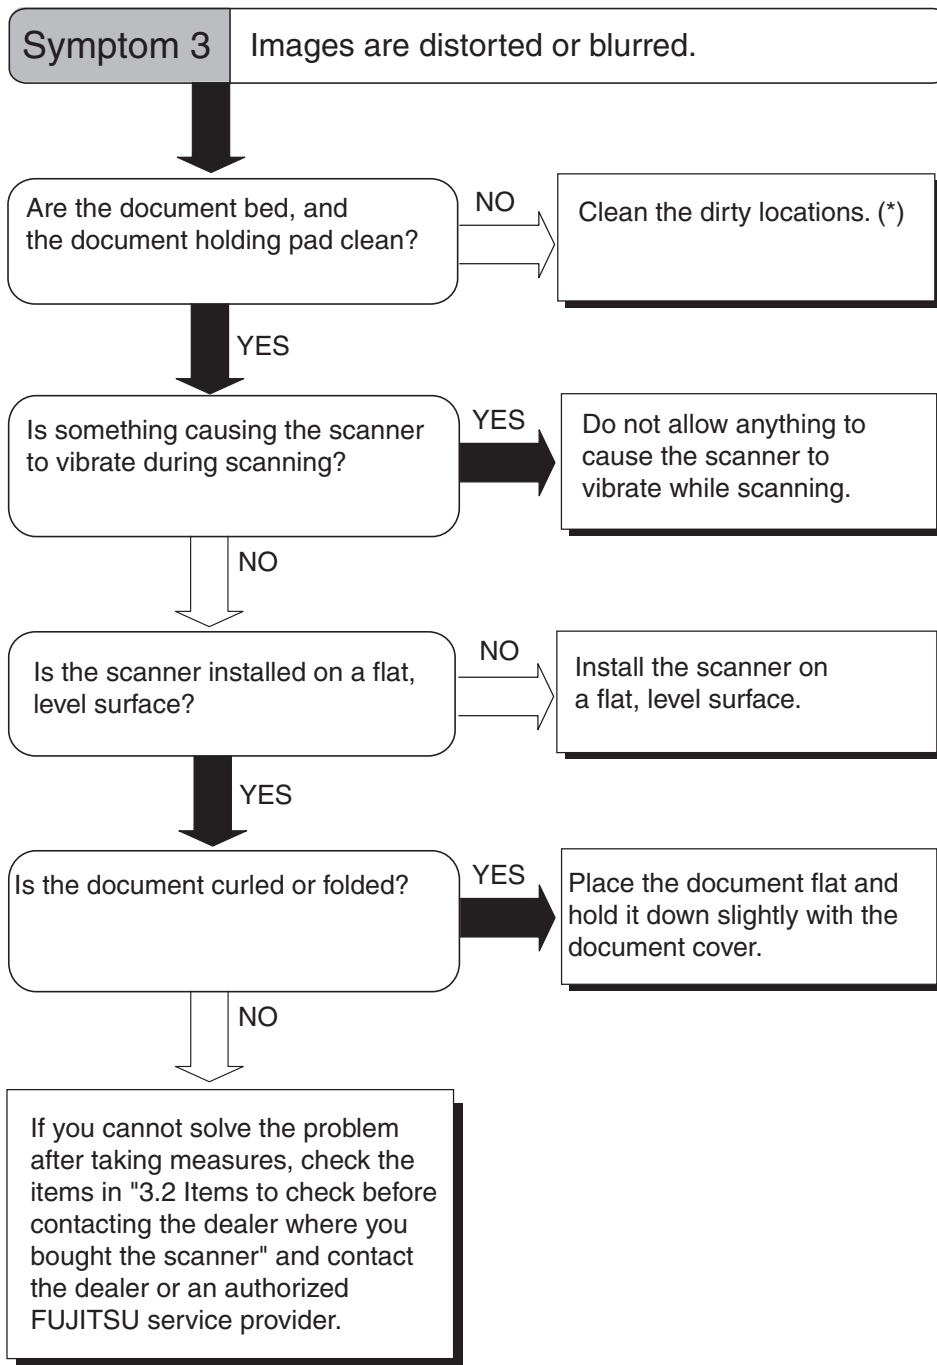 Symptom 3
Images are distorted or blurred.
Are the document bed, and
the document holding pad clean?
NO
Clean the dirty locations. (*)
YES
Is something causing the scanner
to vibrate during scanning?
YES
Do not allow anything to
cause the scanner to
vibrate while scanning.
NO
Is the scanner installed on a flat,
level surface?
NO
Install the scanner on
a flat, level surface.
YES
Is the document curled or folded?
YES
Place the document flat and
hold it down slightly with the
document cover.
NO
If you cannot solve the problem
after taking measures, check the
items in "3.2 Items to check before
contacting the dealer where you
bought the scanner" and contact
the dealer or an authorized
FUJITSU service provider.